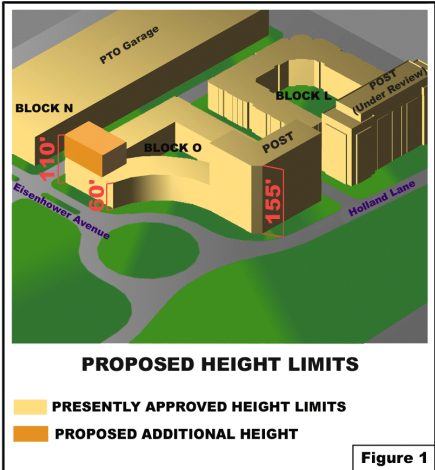 PTO Garage
BLOCK N
BLOCK L
POST
(Under Review)
BLOCK O
POST
110'
60'
155'
Eisenhower Avenue
Holland Lane
PROPOSED HEIGHT LIMITS
PRESENTLY APPROVED HEIGHT LIMITS
PROPOSED ADDITIONAL HEIGHT
Figure 1